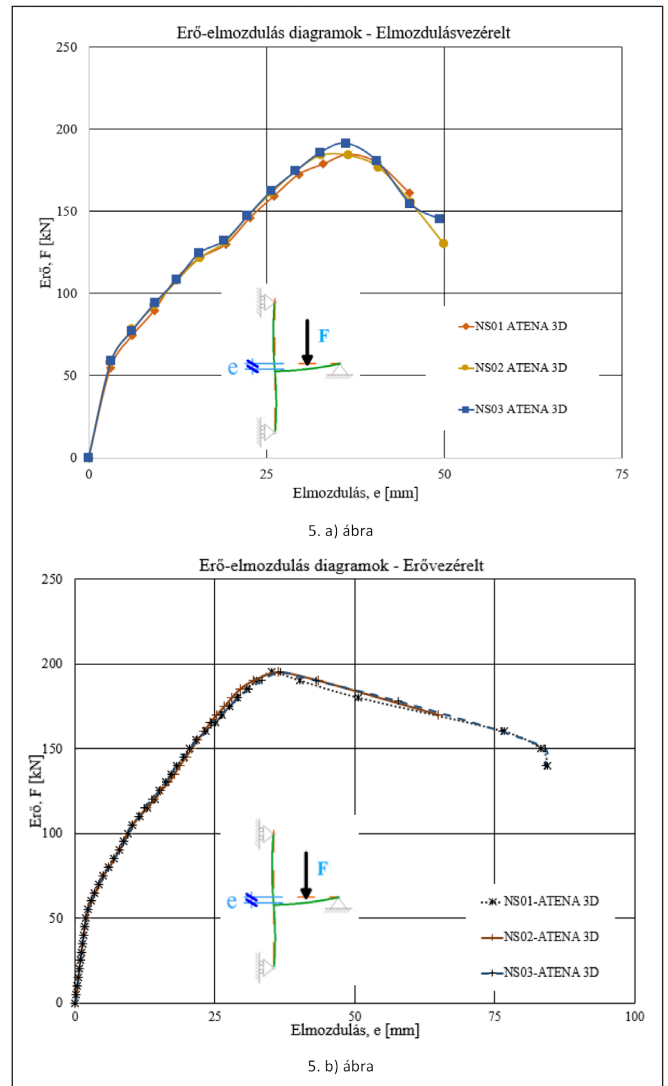 Erő-elmozdulás diagramok - Elmozdulásvezérelt
250
200
150
100
50
0
Erő, F [kN]
F
e
NS01 ATENA 3D
NS02 ATENA 3D
NS03 ATENA 3D
0 25 50 75
Elmozdulás, e [mm]
5. a) ábra
Erő-elmozdulás diagramok - Erővezérelt
250
200
150
100
50
0
Erő, F [kN]
F
e
NS01-ATENA 3D
NS02-ATENA 3D
NS03-ATENA 3D
0 25 50 75 100
Elmozdulás, e [mm]
5. b) ábra